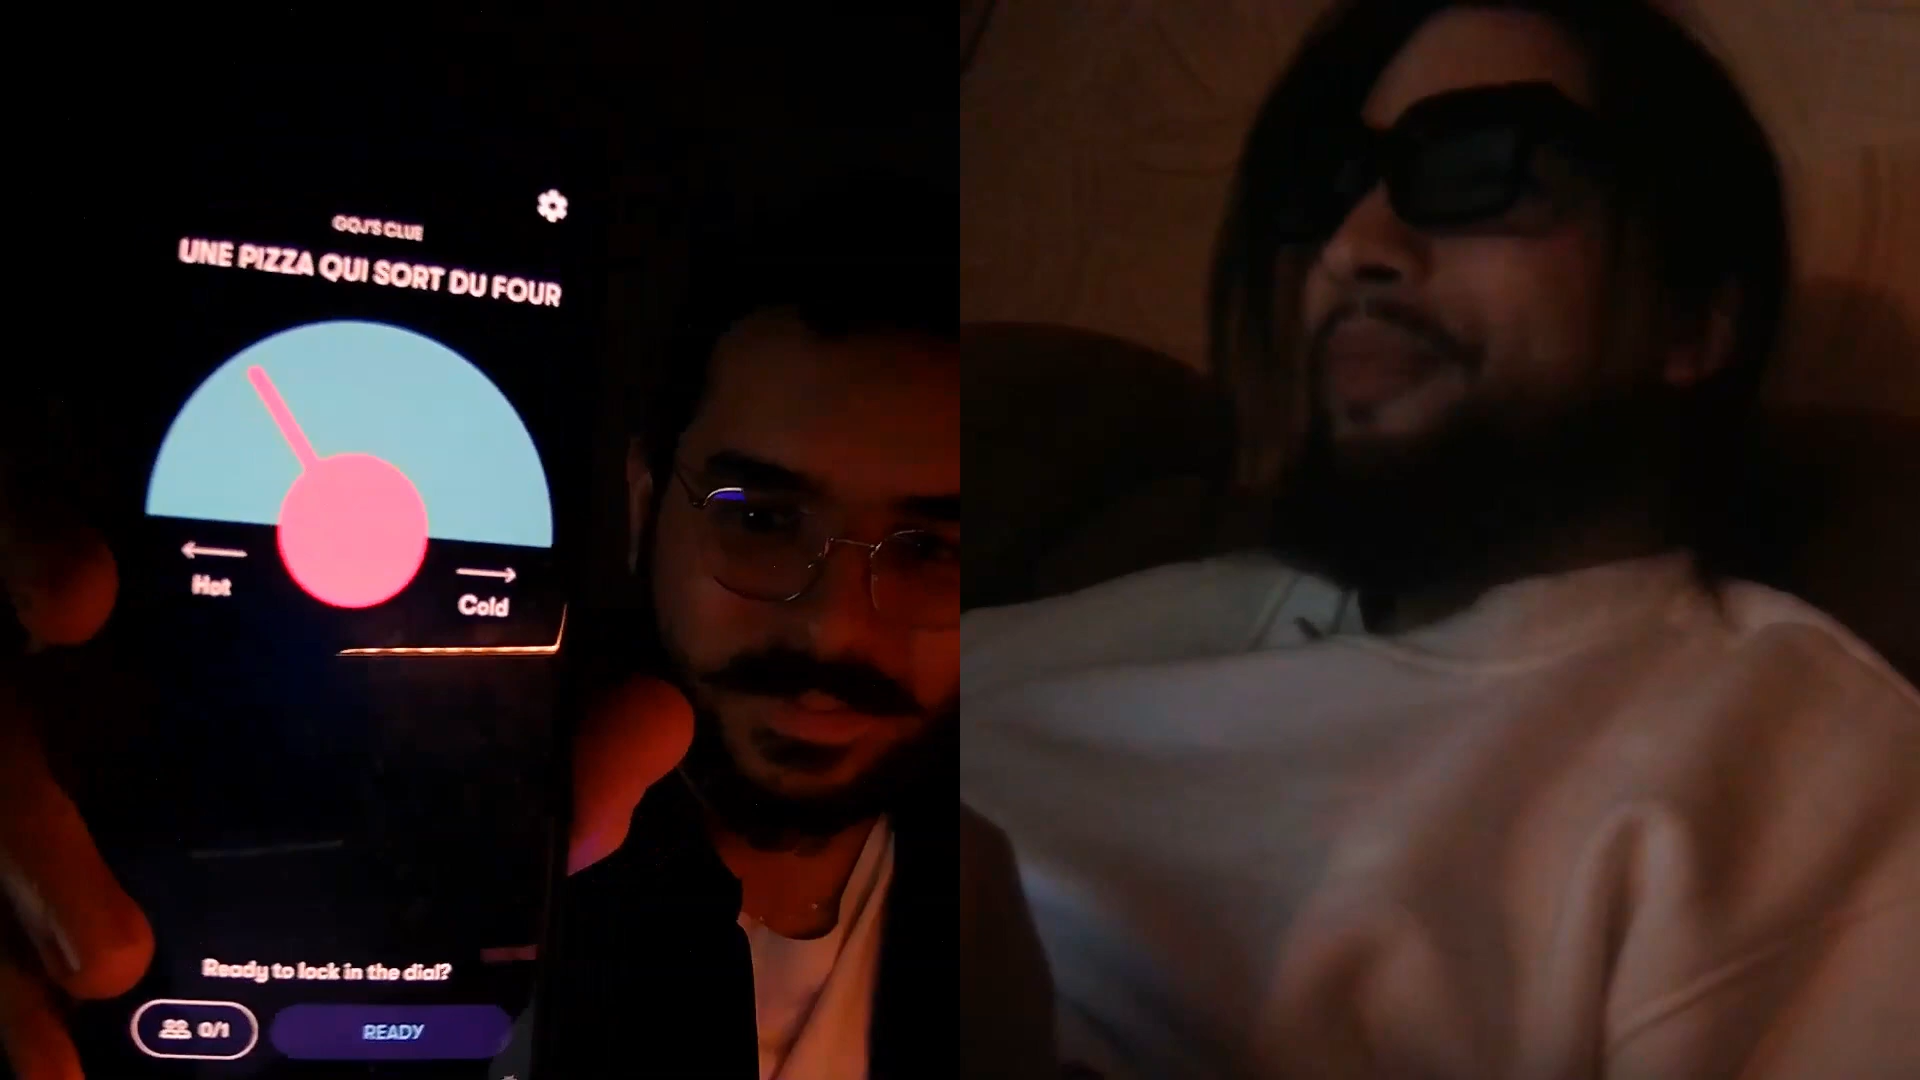 GOJ'S CLUE
UNE PIZZA QUI SORT DU FOUR
Hot
Cold
Ready to lock in the dial?
0/1
READY